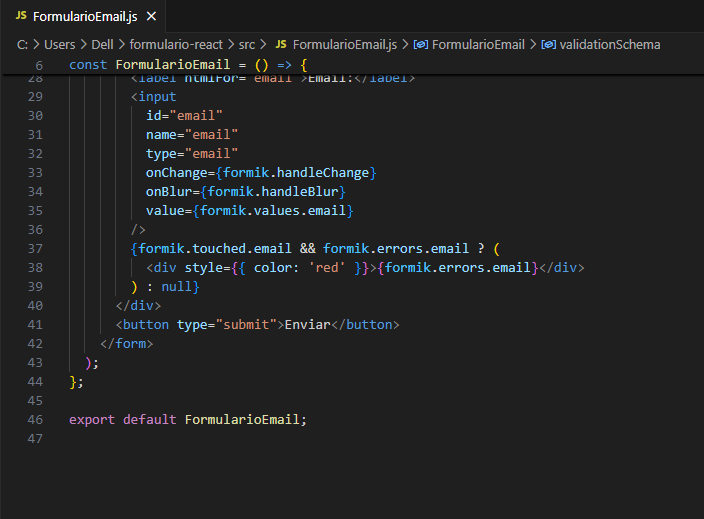 JS FormularioEmail.js ×
C: > Users > Dell > formulario-react > src > JS FormularioEmail.js > FormularioEmail > validationSchema
6 const FormularioEmail = () => {
28 <label htmlFor="email">Email:</label>
29 <input
30 id="email"
31 name="email"
32 type="email"
33 onChange={formik.handleChange}
34 onBlur={formik.handleBlur}
35 value={formik.values.email}
36 />
37 {formik.touched.email && formik.errors.email ? (
38 <div style={{ color: 'red' }}>{formik.errors.email}</div>
39 ) : null}
40 </div>
41 <button type="submit">Enviar</button>
42 </form>
43 );
44 };
45
46 export default FormularioEmail;
47